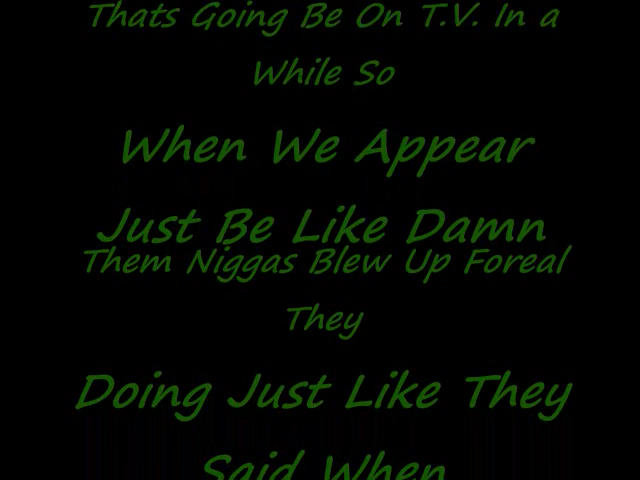 Thats Going Be On T.V. In a
While So
When We Appear
Just Be Like Damn
Them Niggas Blew Up Foreal
They
Doing Just Like They
Said When